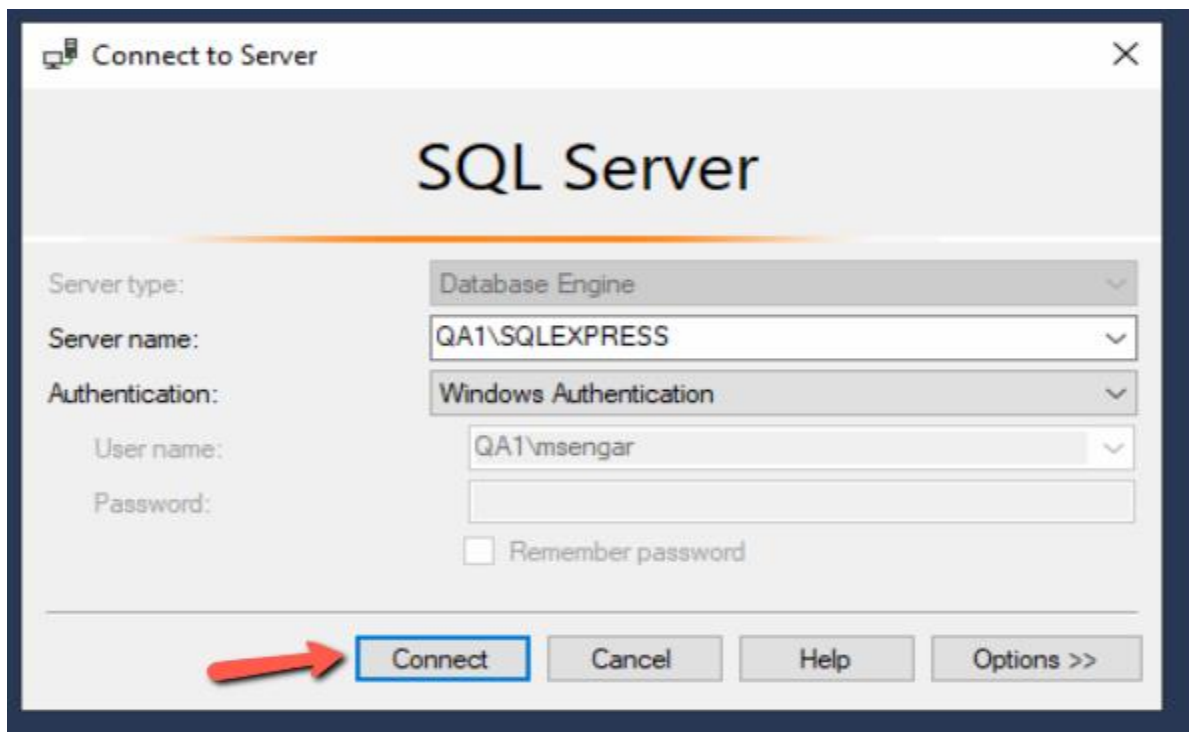 Connect to Server
SQL Server
Server type: Database Engine
Server name: QA1\SQLEXPRESS
Authentication: Windows Authentication
User name: QA1\msengar
Password:
Remember password
Connect Cancel Help Options >>